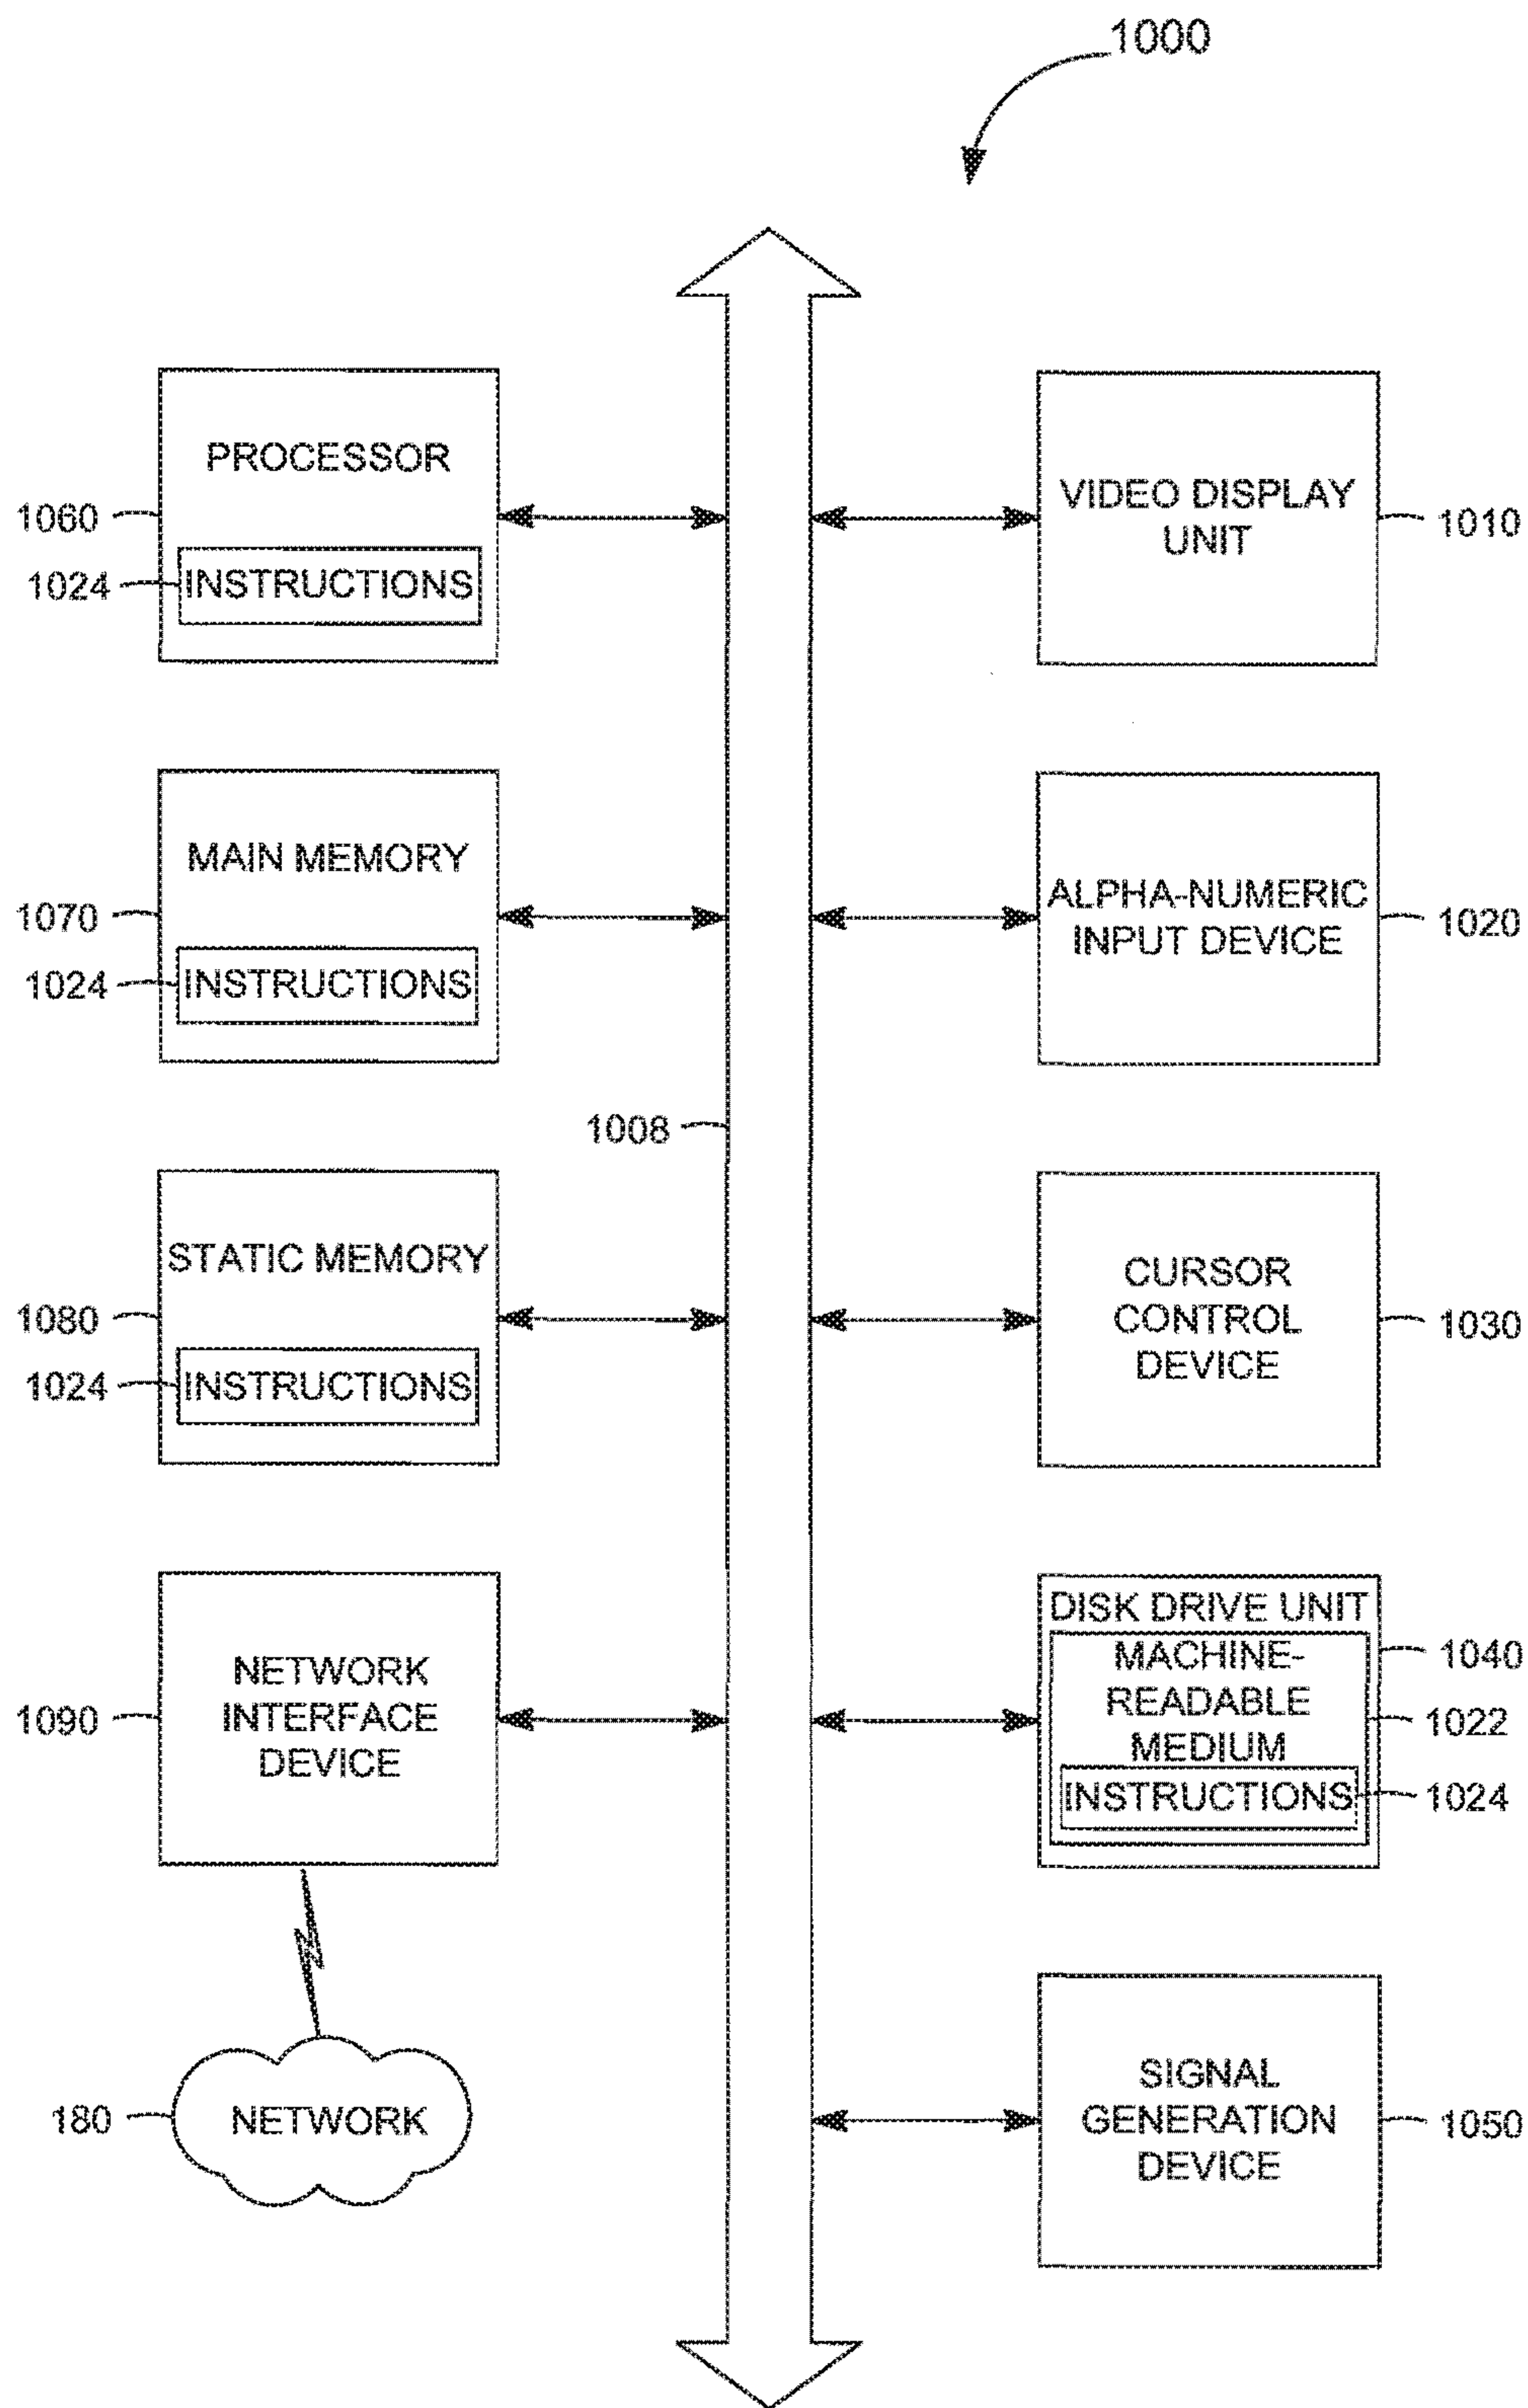 1000
PROCESSOR
1060
1024
INSTRUCTIONS
VIDEO DISPLAY
UNIT
1010
MAIN MEMORY
1070
1024
INSTRUCTIONS
ALPHA-NUMERIC
INPUT DEVICE
1020
1008
STATIC MEMORY
1080
1024
INSTRUCTIONS
CURSOR
CONTROL
DEVICE
1030
NETWORK
INTERFACE
DEVICE
1090
DISK DRIVE UNIT
1040
MACHINE-
READABLE
MEDIUM
1022
INSTRUCTIONS
1024
180
NETWORK
SIGNAL
GENERATION
DEVICE
1050